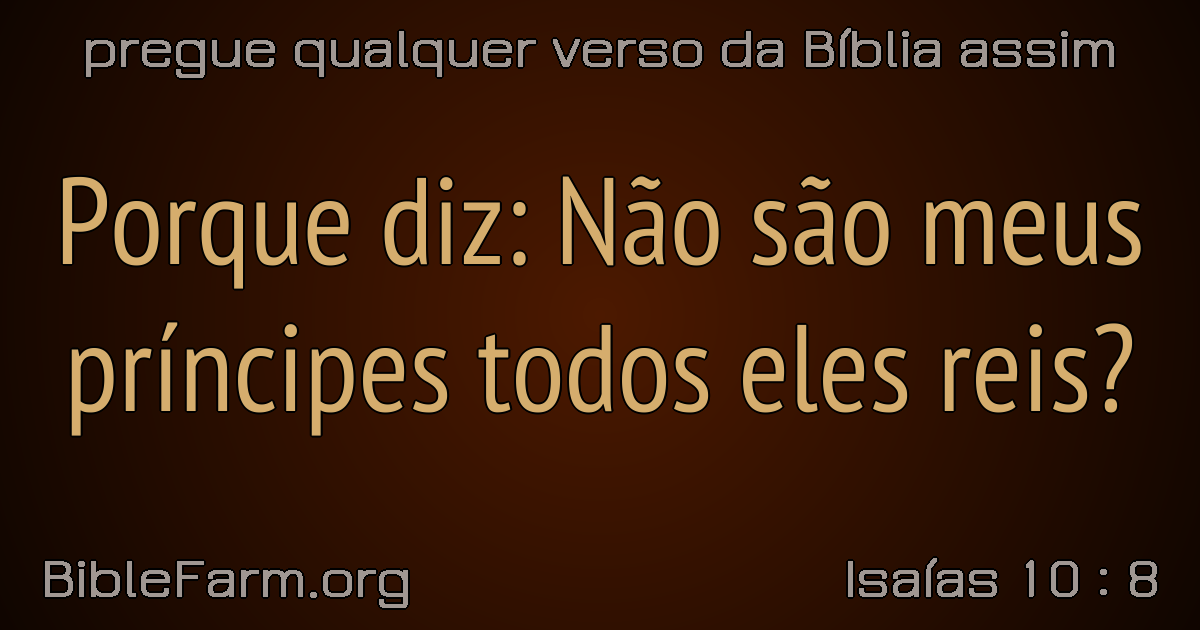 pregue qualquer verso da Bíblia assim
Porque diz: Não são meus
príncipes todos eles reis?
BibleFarm.org
Isaías 10 : 8